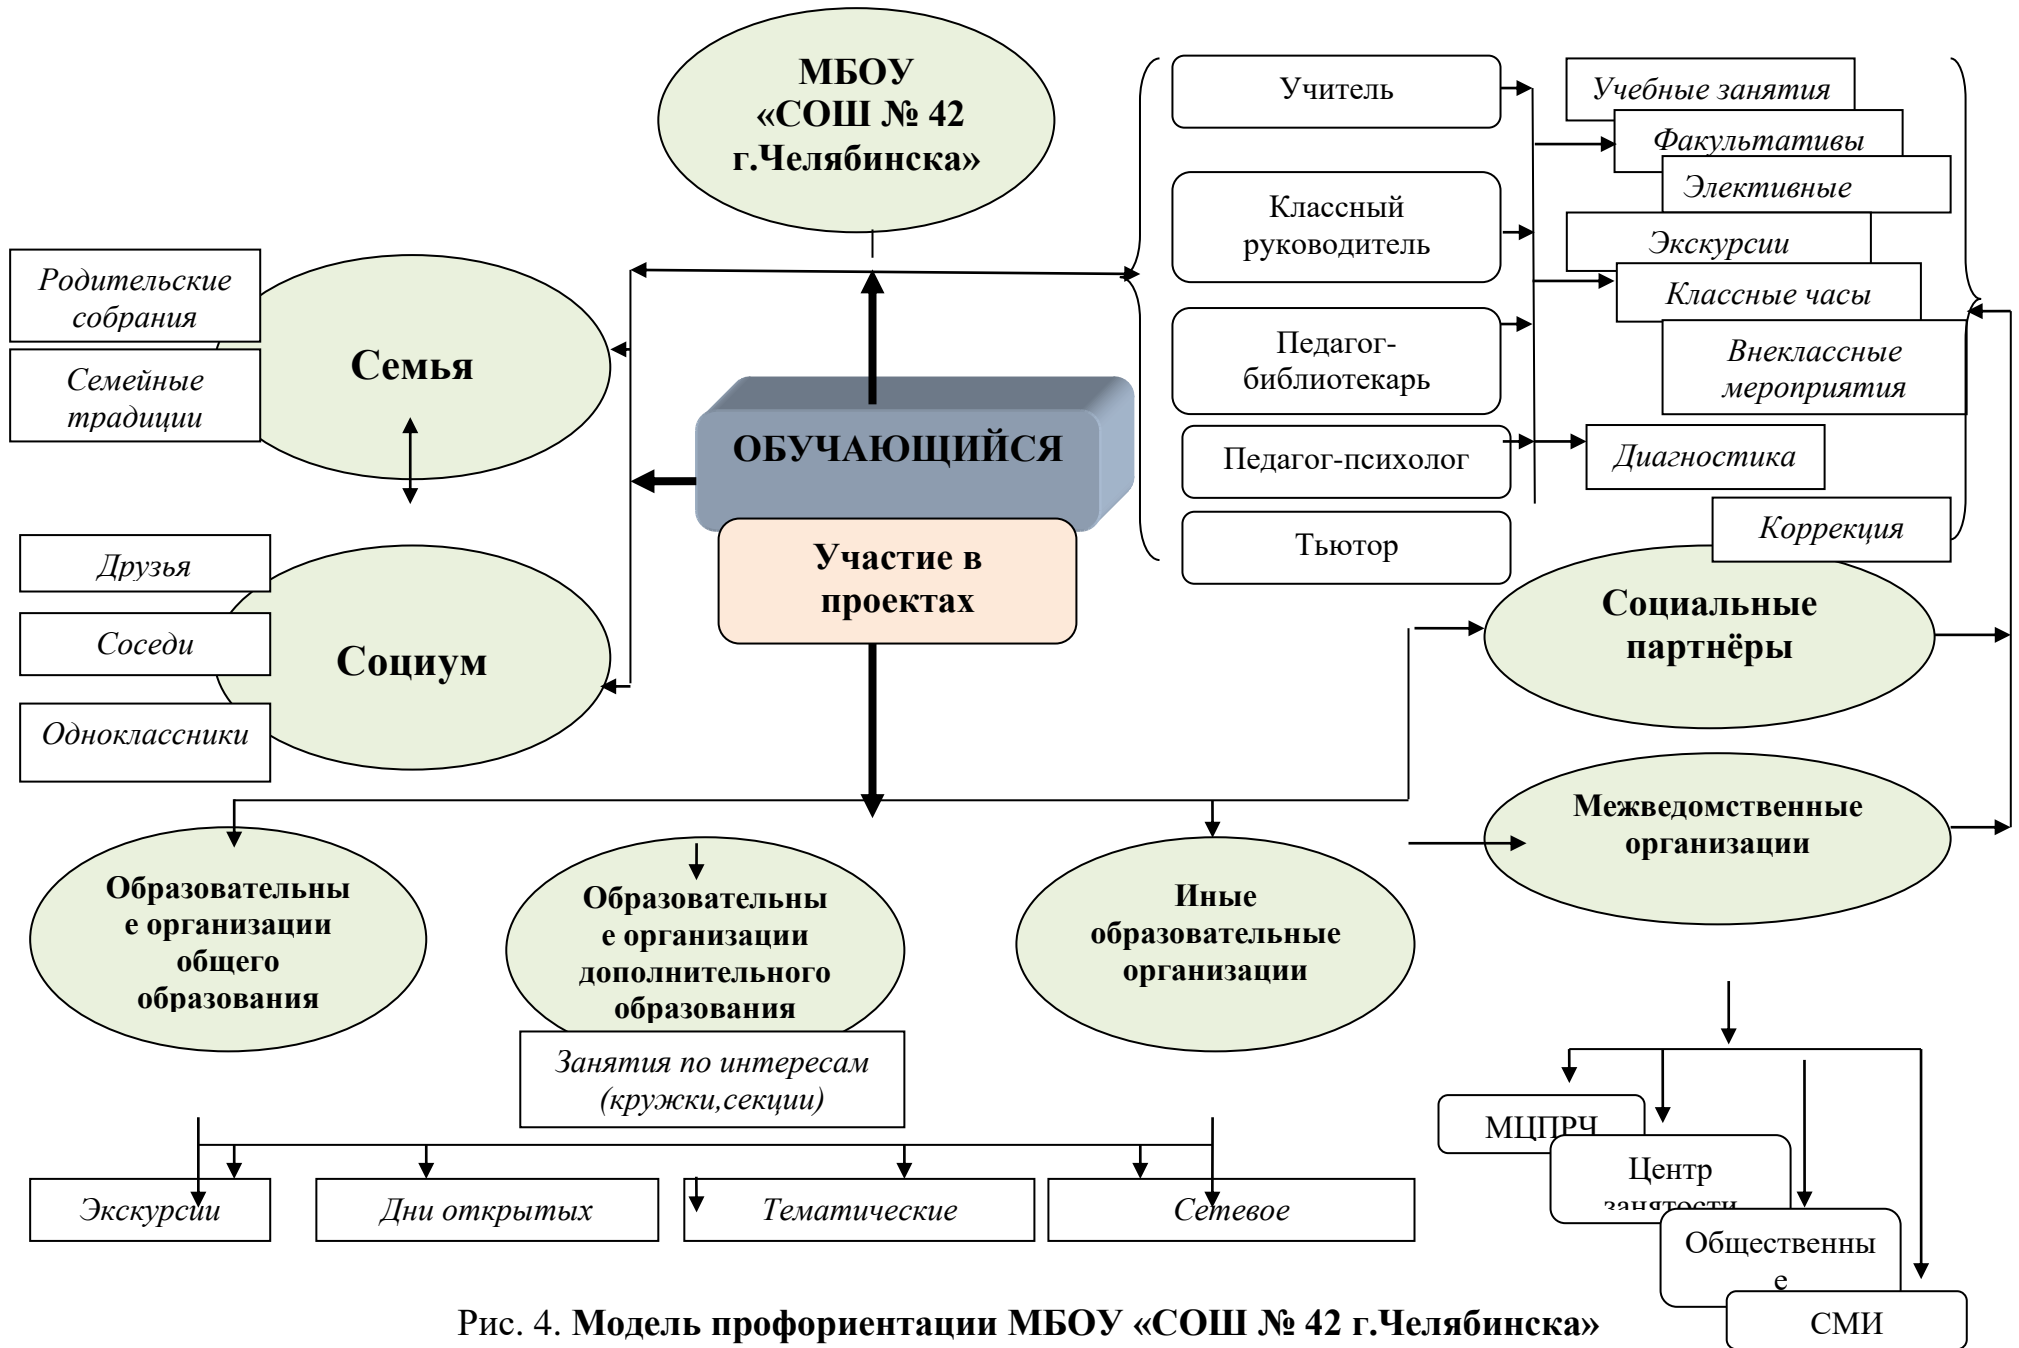 МБОУ
«СОШ № 42
г.Челябинска»
Учитель
Классный
руководитель
Педагог-
библиотекарь
Педагог-психолог
Тьютор
Учебные занятия
Факультативы
Элективные
Экскурсии
Классные часы
Внеклассные
мероприятия
Диагностика
Коррекция
Родительские
собрания
Семейные
традиции
Семья
ОБУЧАЮЩИЙСЯ
Участие в
проектах
Друзья
Соседи
Одноклассники
Социум
Социальные
партнёры
Межведомственные
организации
Образовательны
е организации
общего
образования
Образовательны
е организации
дополнительного
образования
Занятия по интересам
(кружки,секции)
Иные
образовательные
организации
Экскурсии
Дни открытых
Тематические
Сетевое
МЦПРЧ
Центр
занятости
Общественны
е
СМИ
Рис. 4. Модель профориентации МБОУ «СОШ № 42 г.Челябинска»